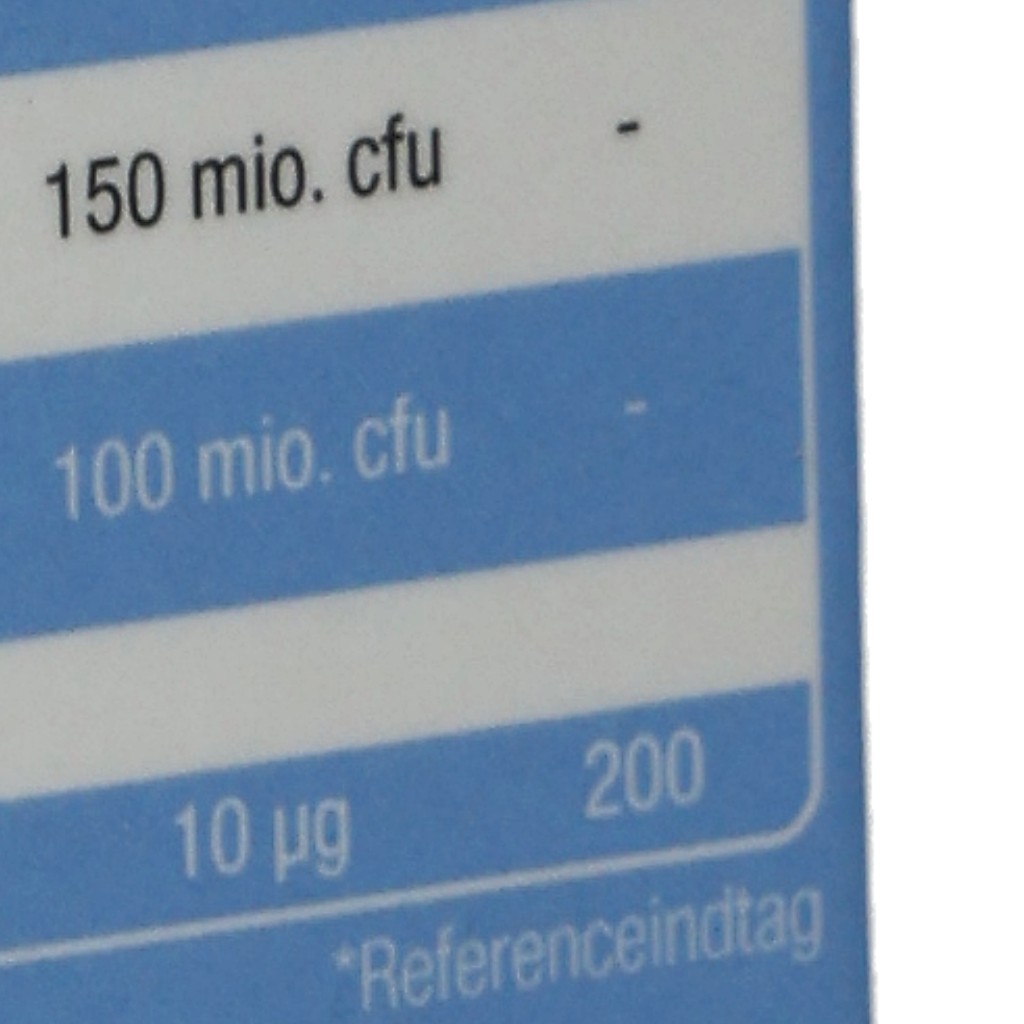 150 mio. cfu -
100 mio. cfu -
10 µg 200
*Referenceindtag